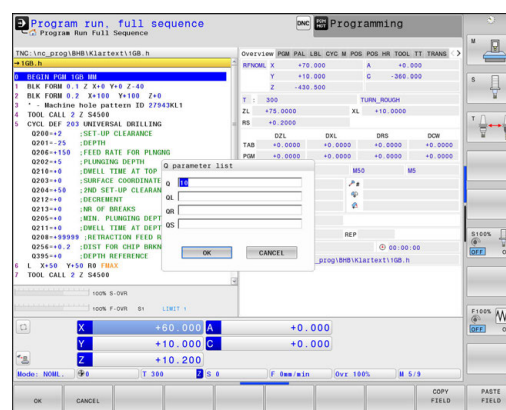 Program run, full sequence
Program Run Full Sequence
DNC
Programming
TNC:\nc_prog\BHB\Klartext\1GB.h
→1GB.h
0 BEGIN PGM 1GB MM
1 BLK FORM 0.1 Z X+0 Y+0 Z-40
2 BLK FORM 0.2 X+100 Y+100 Z+0
3 * - Machine hole pattern ID 27943KL1
4 TOOL CALL 2 Z S4500
5 CYCL DEF 203 UNIVERSAL DRILLING
Q200=+2 ;SET-UP CLEARANCE
Q201=-25 ;DEPTH
Q206=+150 ;FEED RATE FOR PLNGNG
Q202=+5 ;PLUNGING DEPTH
Q210=+0 ;DWELL TIME AT TOP
Q203=+0 ;SURFACE COORDINATE
Q204=+50 ;2ND SET-UP CLEARAN
Q212=+0 ;DECREMENT
Q213=+0 ;NR OF BREAKS
Q205=+0 ;MIN. PLUNGING DEPT
Q211=+0 ;DWELL TIME AT DEPT
Q208=+99999 ;RETRACTION FEED R
Q256=+0.2 ;DIST FOR CHIP BRKN
Q395=+0 ;DEPTH REFERENCE
6 L X+50 Y+50 R0 FMAX
7 TOOL CALL 2 Z S4500
Overview PGM PAL LBL CYC M POS POS HR TOOL TT TRANS
RFNOML X +70.000 A +0.000
Y +10.000 C -360.000
Z -430.500
T : 300 TURN_ROUGH
ZL +75.0000 XL +10.0000
RS +0.2000
DZL DXL DRS DCW
TAB +0.0000 +0.0000 +0.0000 +0.0000
PGM +0.0000 +0.0000 +0.0000 +0.0000
M50 M5
REP
00:00:00
_prog\BHB\Klartext\1GB.h
Q parameter list
Q 10
QL
QR
QS
OK
CANCEL
100% S-OVR
100% F-OVR S1 LIMIT 1
X +60.000 A +0.000
Y +10.000 C +0.000
Z +10.200
Mode: NOML. 0 T 300 Z S 0 F 0mm/min Ovr 100% M 5/9
M
S
T
S100%
OFF
F100%
OFF
OK
CANCEL
COPY FIELD
PASTE FIELD